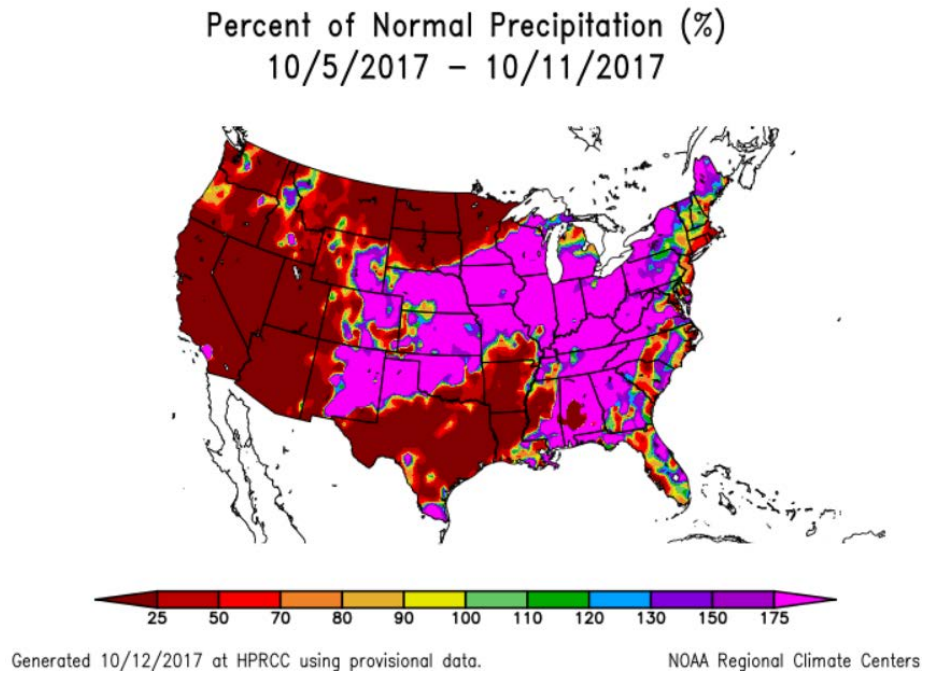 Percent of Normal Precipitation (%)
10/5/2017 – 10/11/2017
25 50 70 80 90 100 110 120 130 150 175
Generated 10/12/2017 at HPRCC using provisional data.
NOAA Regional Climate Centers